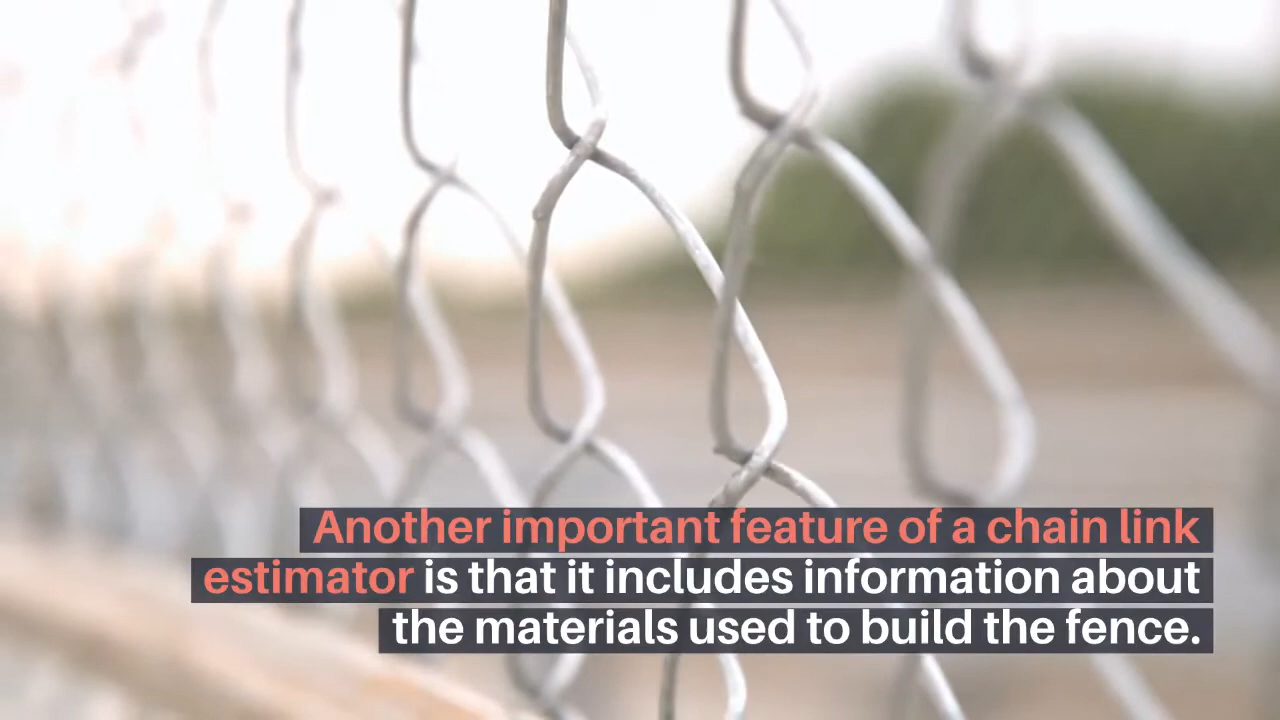 Another important feature of a chain link
estimator is that it includes information about
the materials used to build the fence.